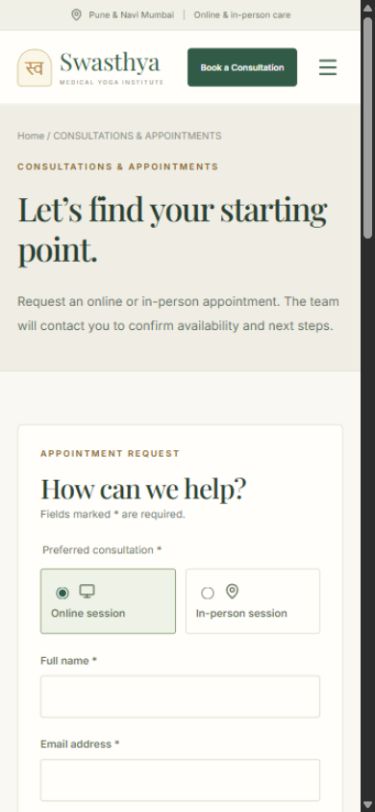 Pune & Navi Mumbai | Online & in-person care
स्व Swasthya
MEDICAL YOGA INSTITUTE
Book a Consultation
Home / CONSULTATIONS & APPOINTMENTS
CONSULTATIONS & APPOINTMENTS
Let’s find your starting
point.
Request an online or in-person appointment. The team
will contact you to confirm availability and next steps.
APPOINTMENT REQUEST
How can we help?
Fields marked * are required.
Preferred consultation *
Online session
In-person session
Full name *
Email address *